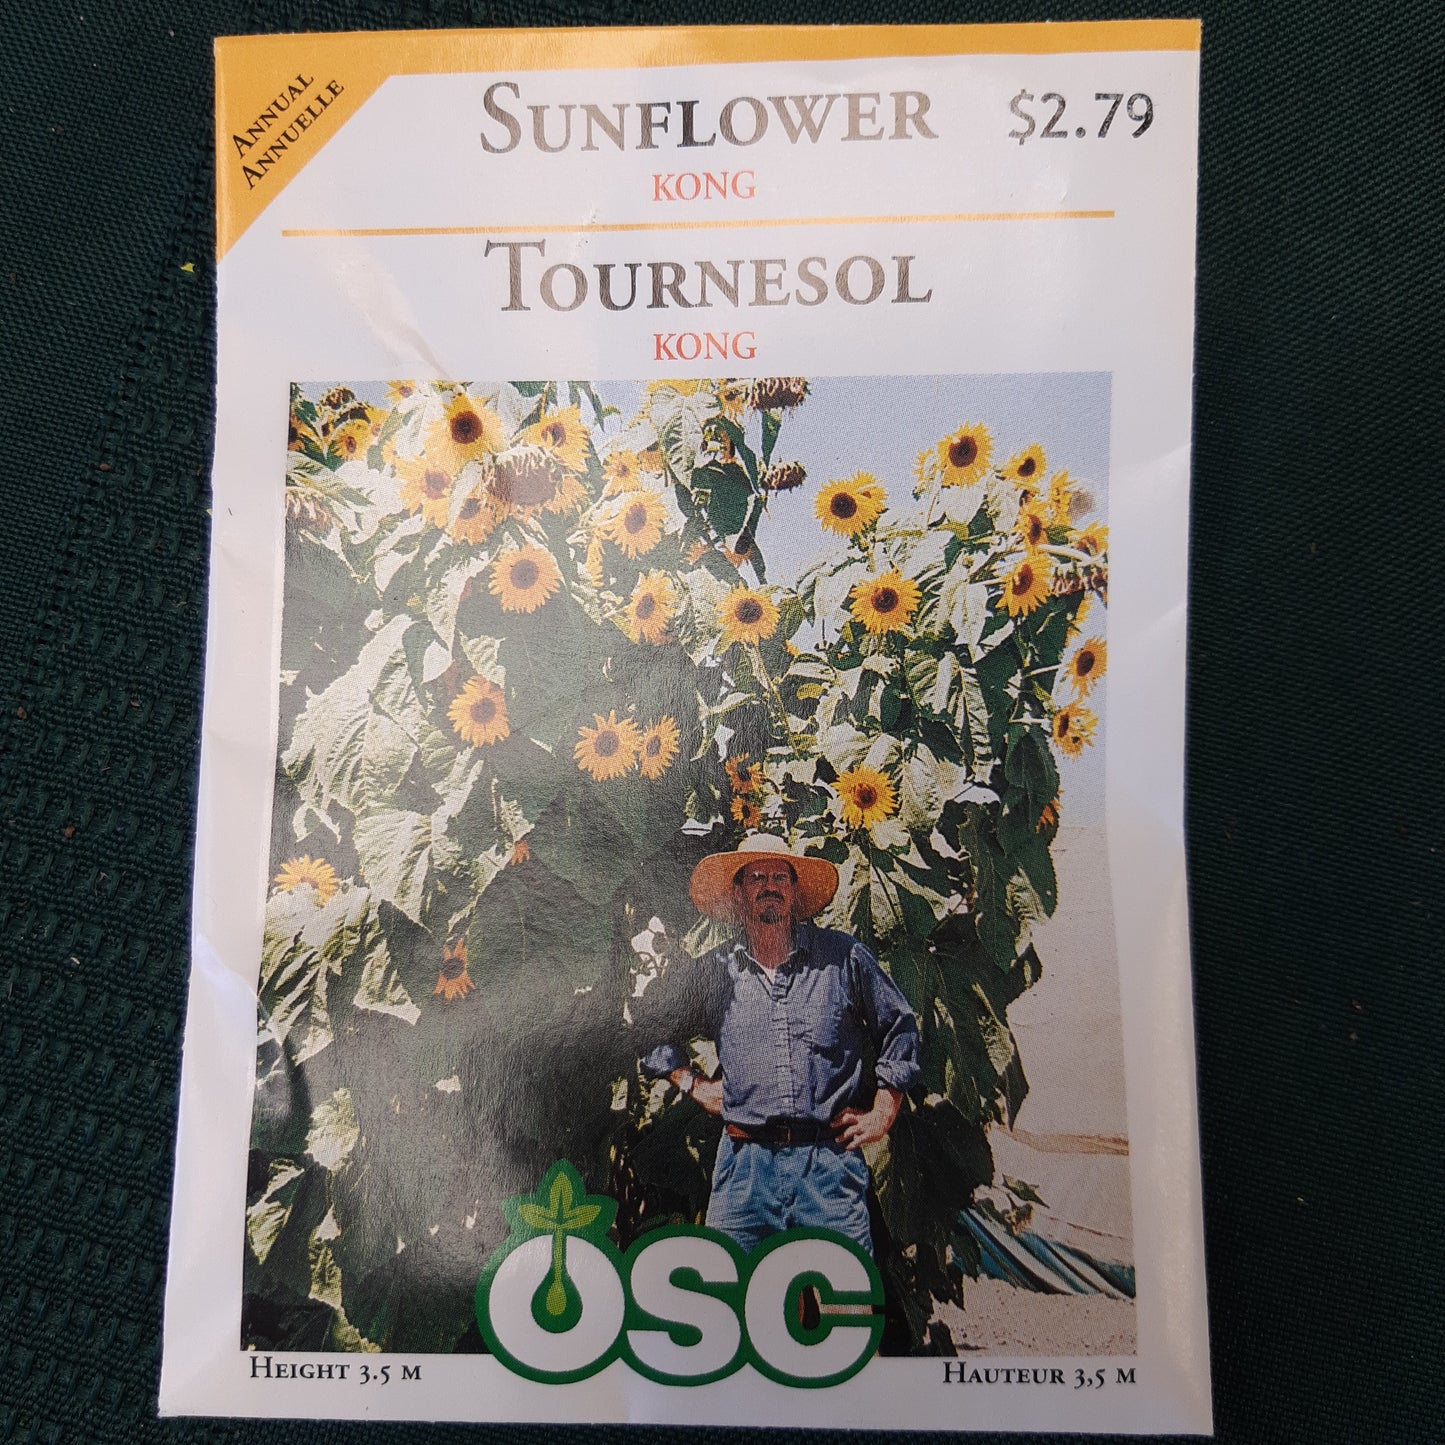 ANNUAL
ANNUELLE
SUNFLOWER $2.79
KONG
TOURNESOL
KONG
OSC
HEIGHT 3.5 M
HAUTEUR 3,5 M